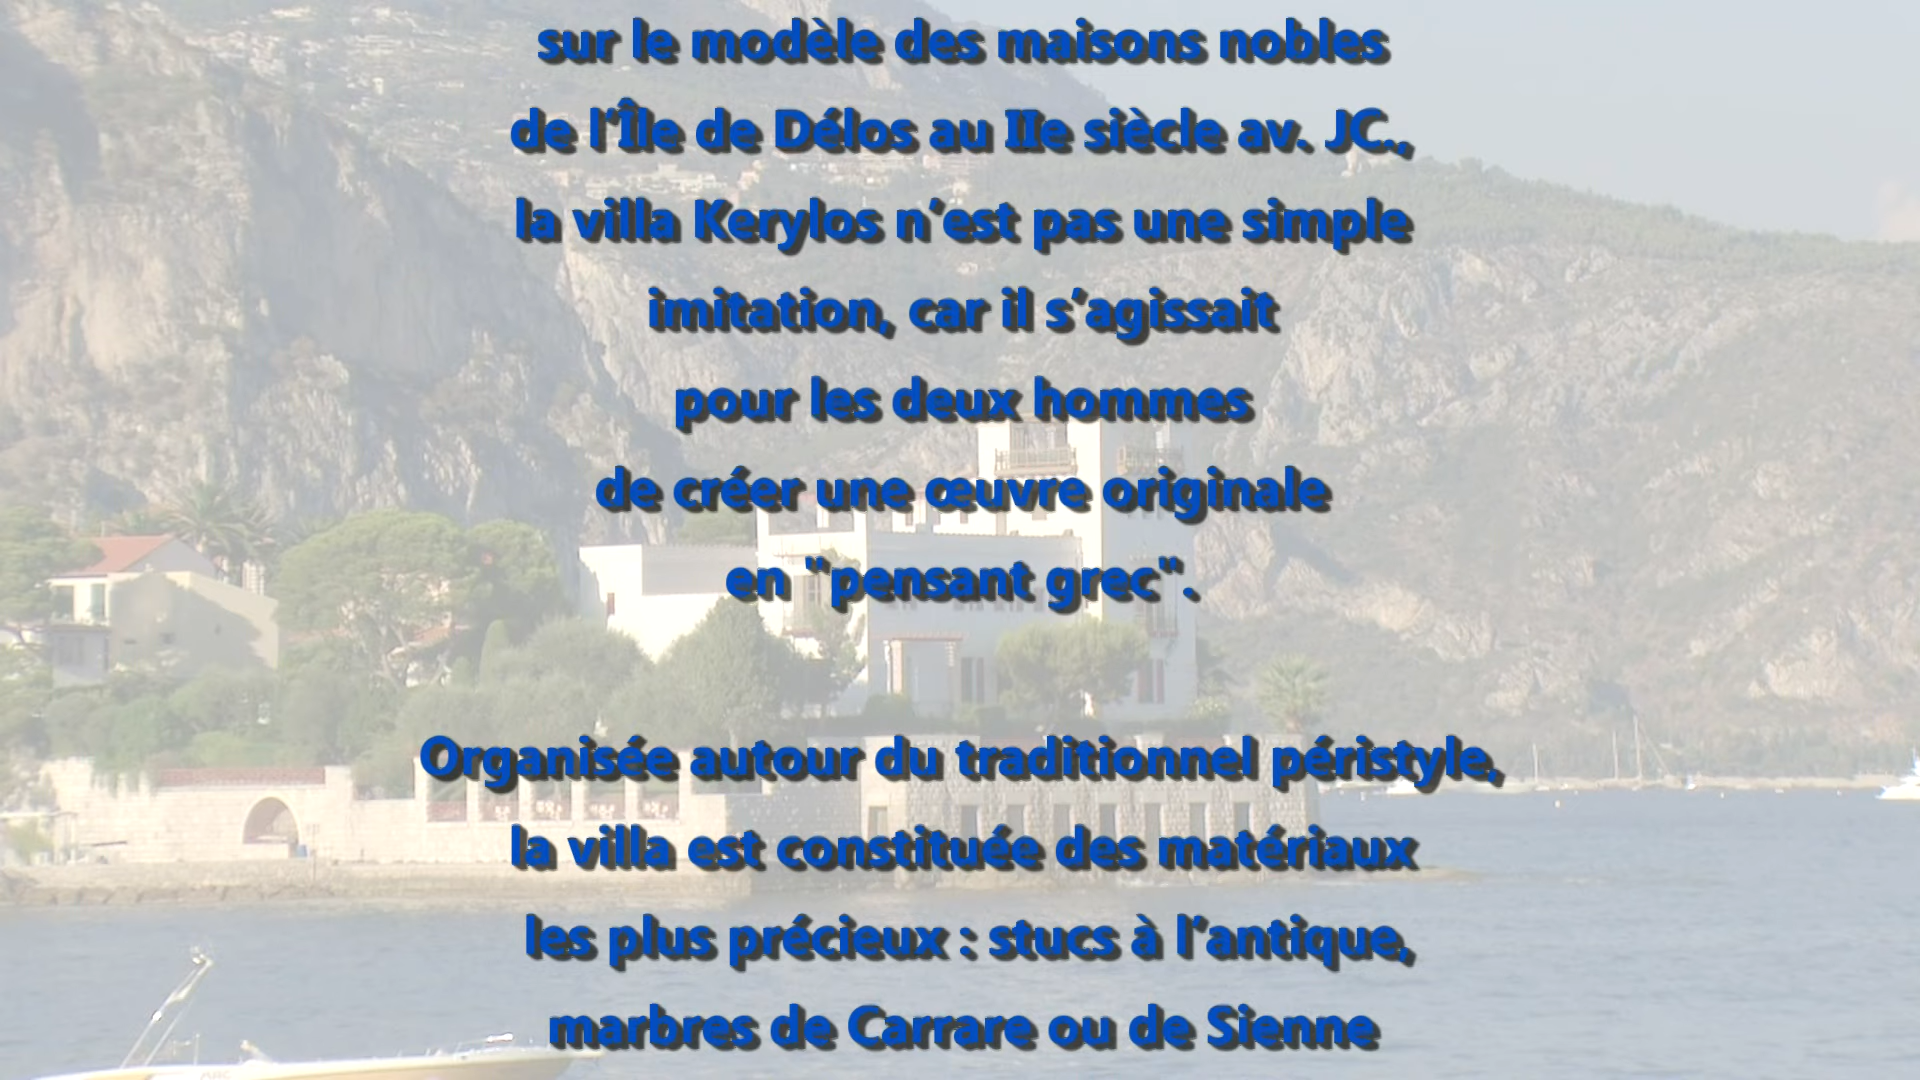 sur le modèle des maisons nobles
de l'Île de Délos au IIe siècle av. JC.,
la villa Kerylos n'est pas une simple
imitation, car il s'agissait
pour les deux hommes
de créer une œuvre originale
en "pensant grec".
Organisée autour du traditionnel péristyle,
la villa est constituée des matériaux
les plus précieux : stucs à l'antique,
marbres de Carrare ou de Sienne